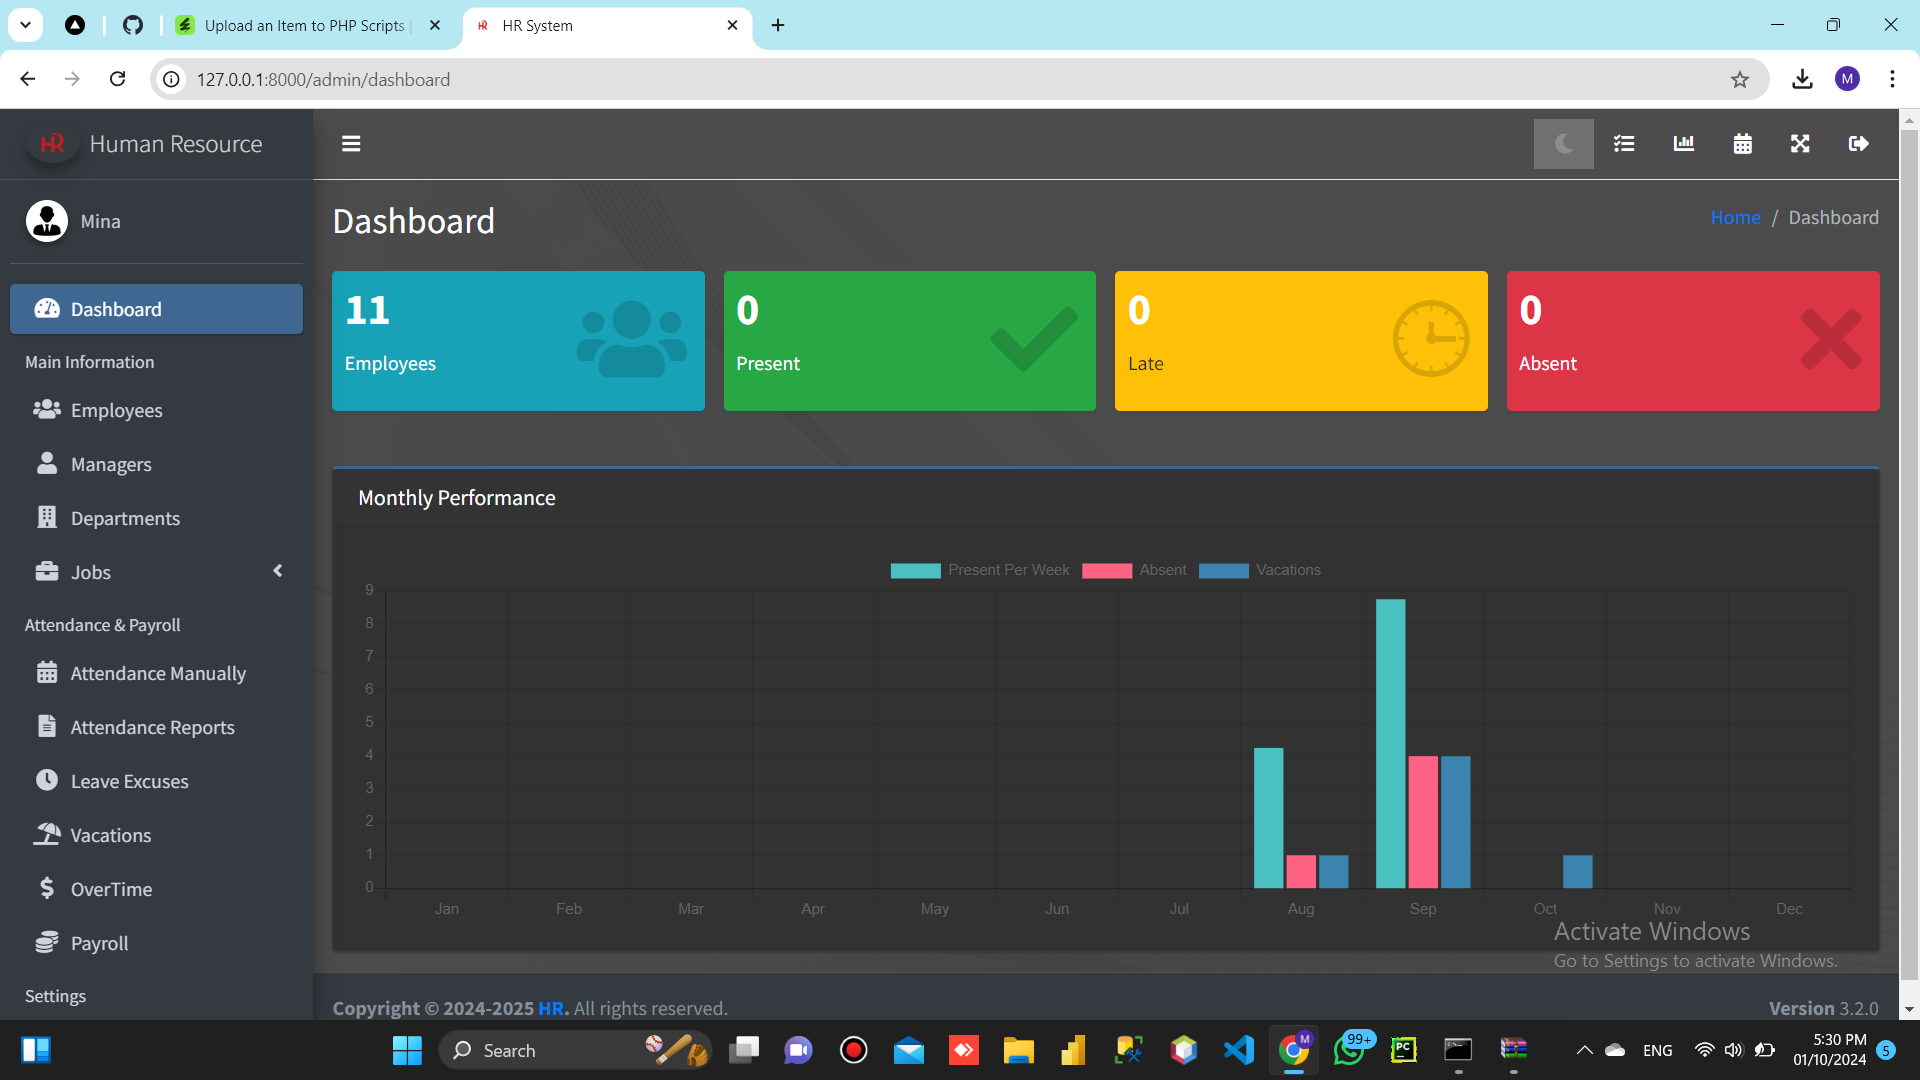 Upload an Item to PHP Scripts
HR System
127.0.0.1:8000/admin/dashboard
M
HR Human Resource
Mina
Dashboard
Home / Dashboard
Dashboard
Main Information
Employees
Managers
Departments
Jobs
Attendance & Payroll
Attendance Manually
Attendance Reports
Leave Excuses
Vacations
OverTime
Payroll
Settings
11
Employees
0
Present
0
Late
0
Absent
Monthly Performance
Present Per Week Absent Vacations
9
8
7
6
5
4
3
2
1
0
Jan Feb Mar Apr May Jun Jul Aug Sep Oct Nov Dec
Activate Windows
Go to Settings to activate Windows.
Copyright © 2024-2025 HR. All rights reserved.
Version 3.2.0
Search
M
99+
PC
ENG
5:30 PM
01/10/2024
5